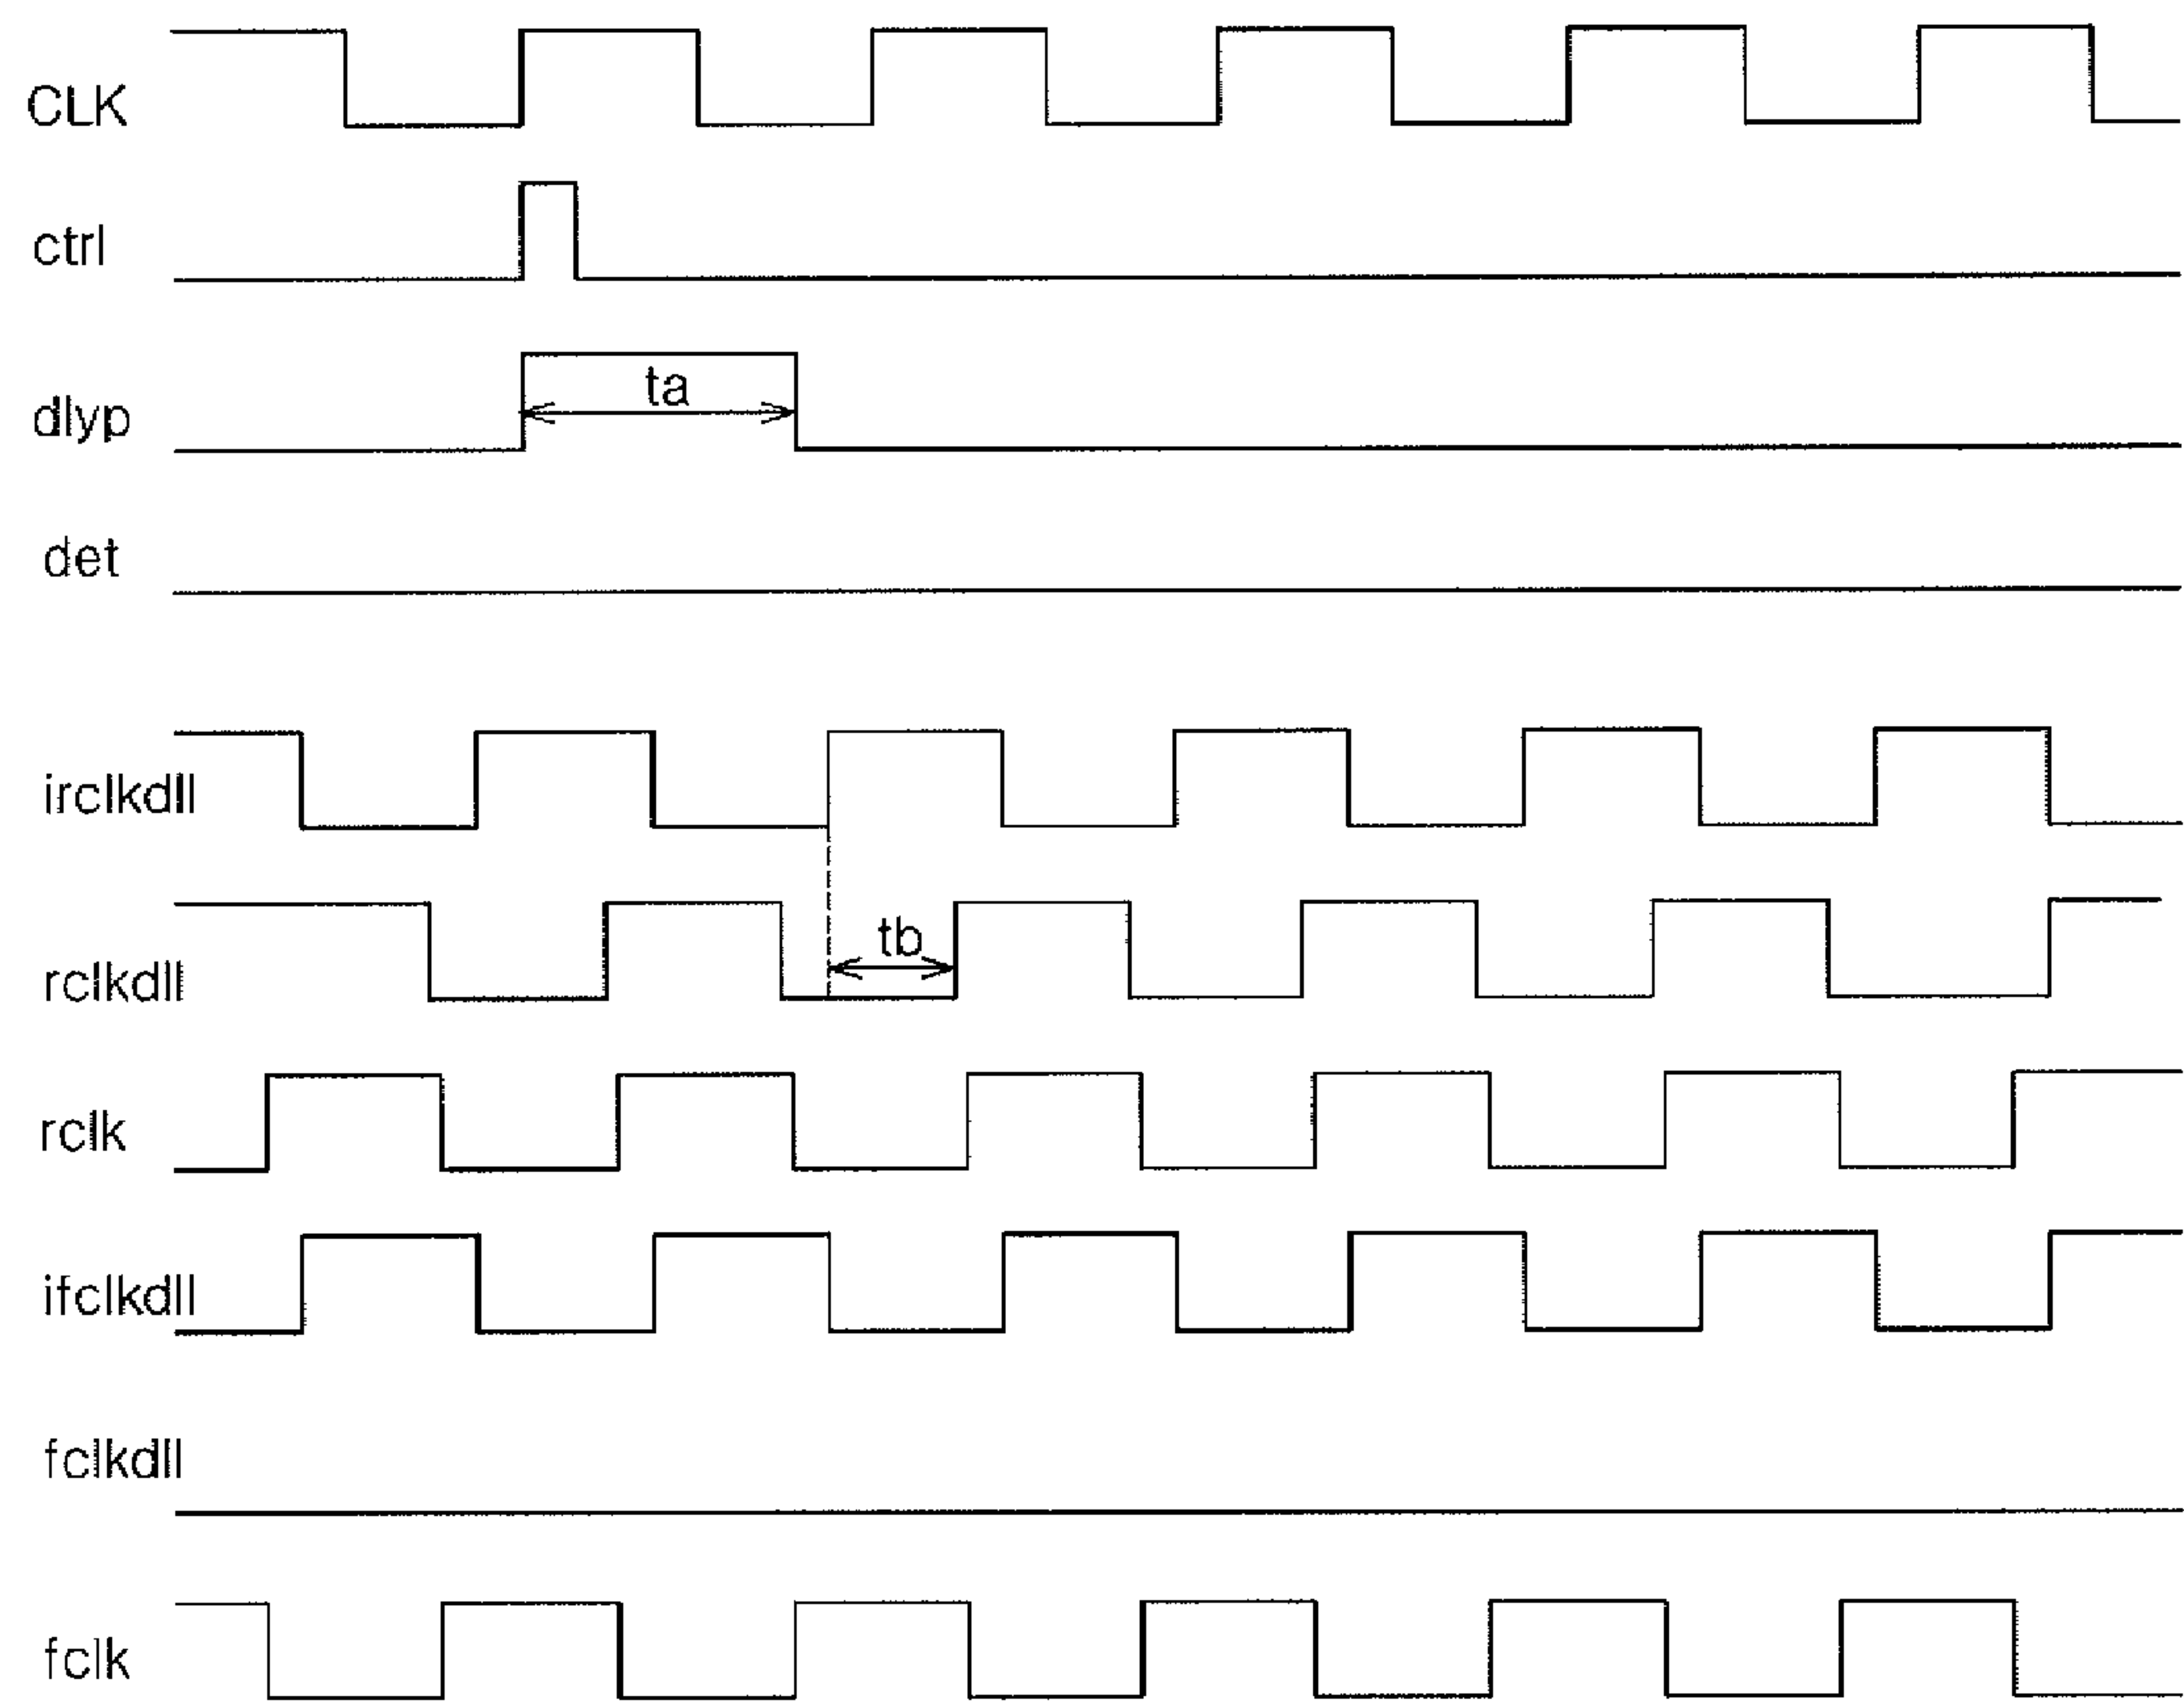 CLK
ctrl
dlyp
ta
det
irclkdll
rclkdll
tb
rclk
ifclkdll
fclkdll
fclk